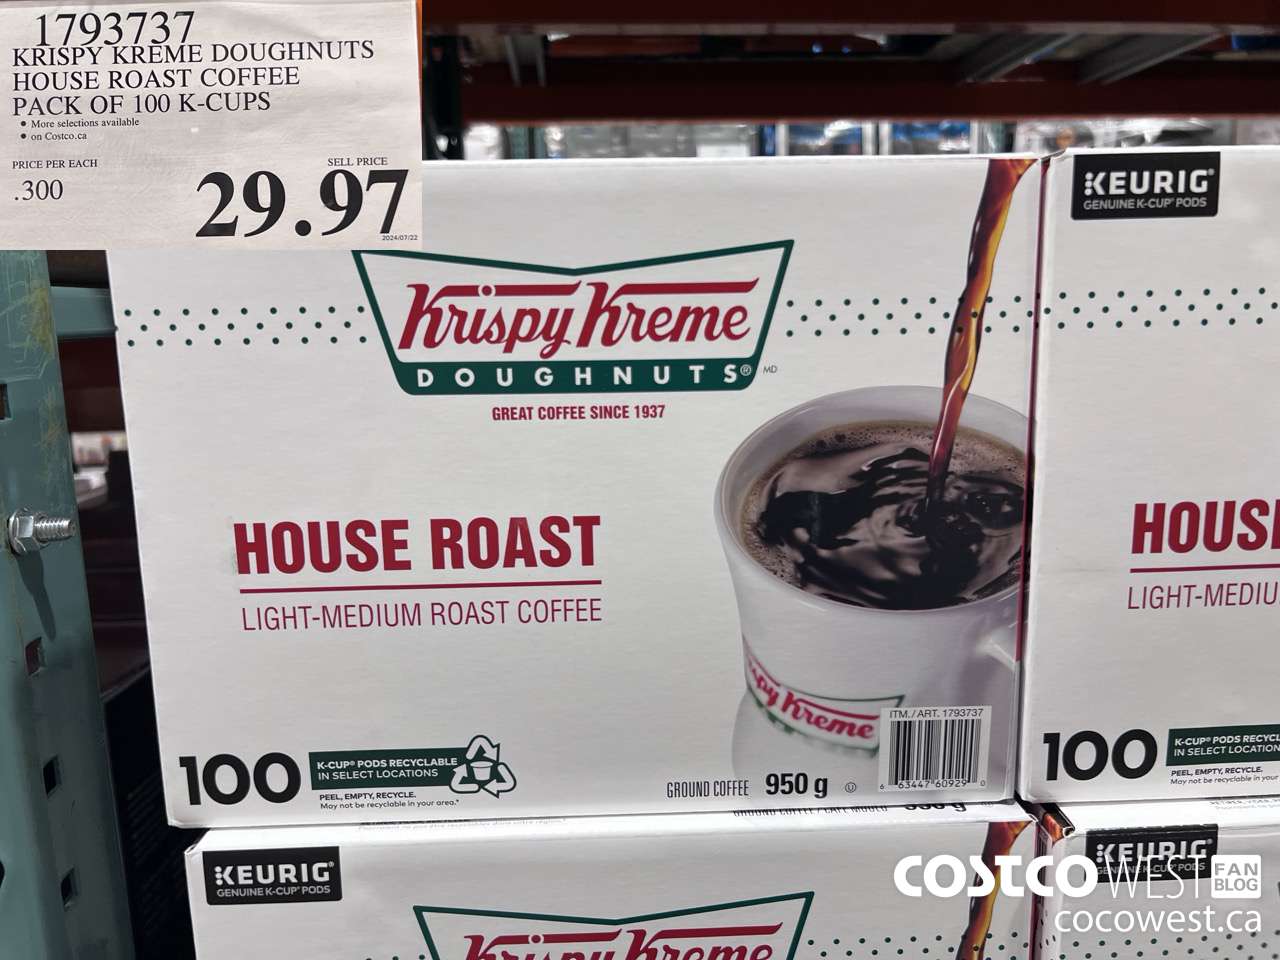 1793737
KRISPY KREME DOUGHNUTS
HOUSE ROAST COFFEE
PACK OF 100 K-CUPS
• More selections available
• on Costco.ca
PRICE PER EACH
SELL PRICE
.300
29.97
2024/07/22
Krispy Kreme
DOUGHNUTS® MD
GREAT COFFEE SINCE 1937
HOUSE ROAST
LIGHT-MEDIUM ROAST COFFEE
Kreme
ITM./ART. 1793737
6 63447 60929 0
100
K-CUP® PODS RECYCLABLE
IN SELECT LOCATIONS
PEEL, EMPTY, RECYCLE.
May not be recyclable in your area.*
GROUND COFFEE 950 g
KEURIG®
GENUINE K-CUP® PODS
HOUS
LIGHT-MEDIU
100
K-CUP® PODS RECYCL
IN SELECT LOCATION
PEEL, EMPTY, RECYCLE.
May not be recyclable in your
KEURIG®
GENUINE K-CUP® PODS
Krispy Kreme
KEURIG®
GENUINE K-CUP® PODS
COSTCO WEST FAN BLOG
cocowest.ca